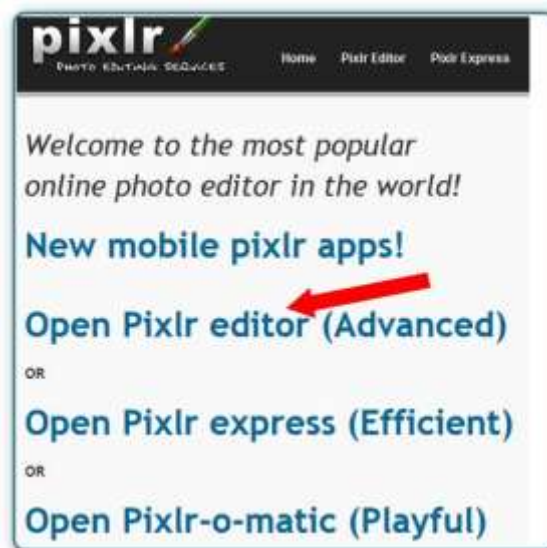 pixlr
PHOTO EDITING SERVICES
Home Pixlr Editor Pixlr Express
Welcome to the most popular
online photo editor in the world!
New mobile pixlr apps!
Open Pixlr editor (Advanced)
OR
Open Pixlr express (Efficient)
OR
Open Pixlr-o-matic (Playful)